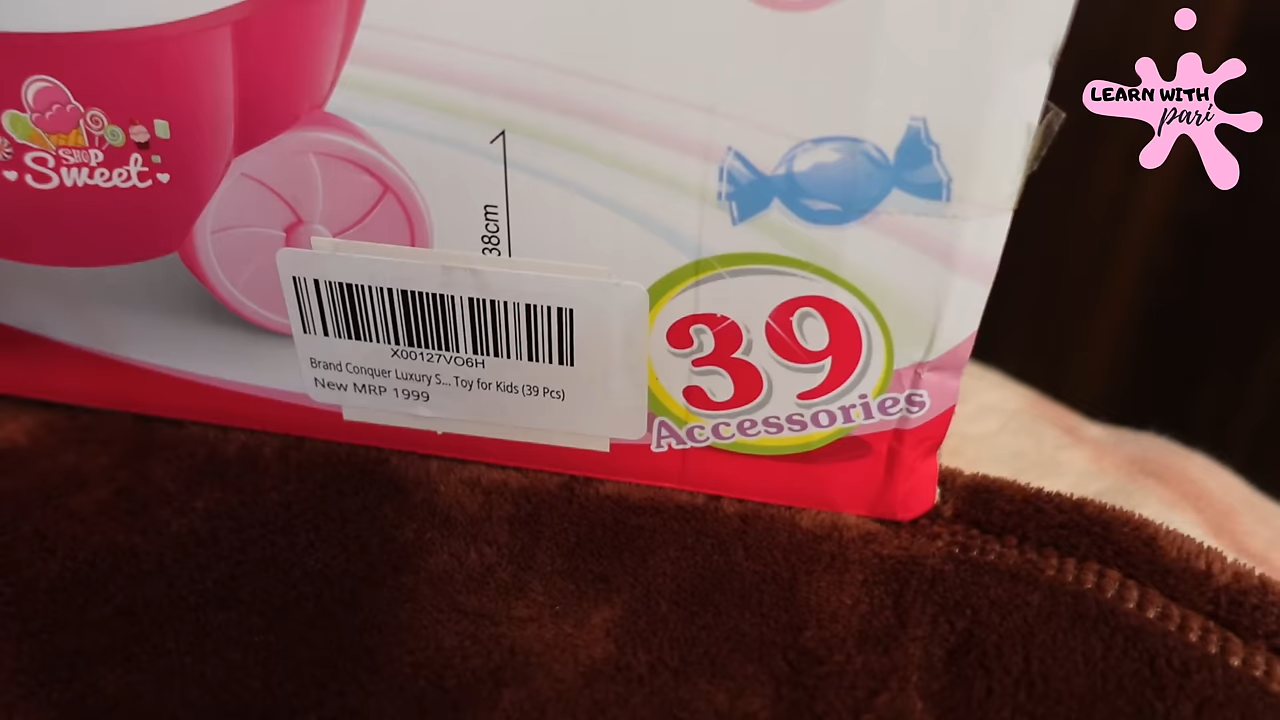 LEARN WITH
pari
SHOP
Sweet
38cm
X00127VO6H
Brand Conquer Luxury S... Toy for Kids (39 Pcs)
New MRP 1999
39
Accessories